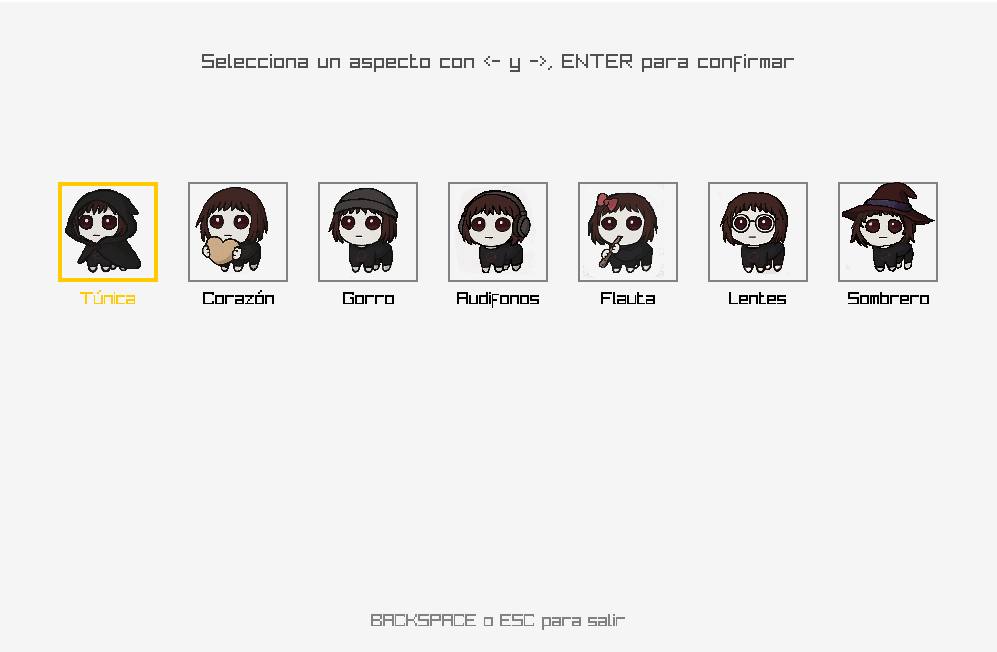 Selecciona un aspecto con <- y ->, ENTER para confirmar
Túnica Corazón Gorro Audifonos Flauta Lentes Sombrero
BACKSPACE o ESC para salir